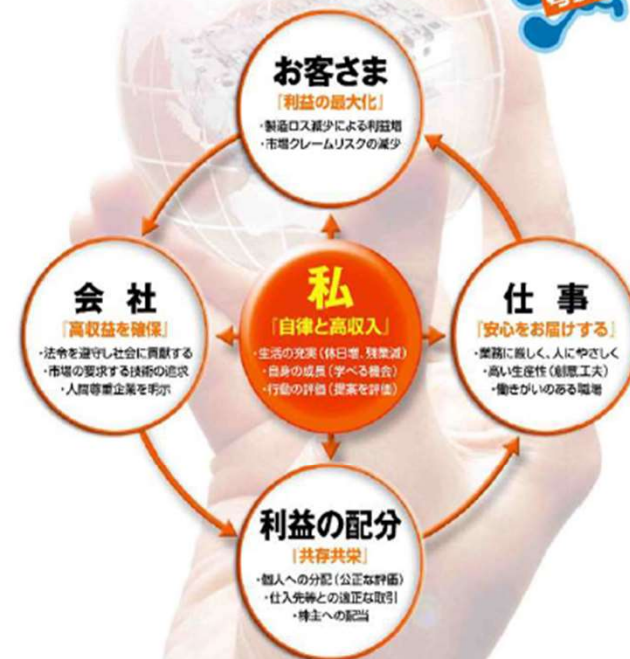 お客さま
『利益の最大化』
・製造ロス減少による利益増
・市場クレームリスクの減少
会社
『高収益を確保』
・法令を遵守し社会に貢献する
・市場の要求する技術の追求
・人間尊重企業を明示
私
『自律と高収入』
・生活の充実(休日増、残業減)
・自身の成長(学べる機会)
・行動の評価(提案を評価)
仕事
『安心をお届けする』
・業務に厳しく、人にやさしく
・高い生産性(創意工夫)
・働きがいのある職場
利益の配分
『共存共栄』
・個人への分配(公正な評価)
・仕入先等との適正な取引
・株主への配当